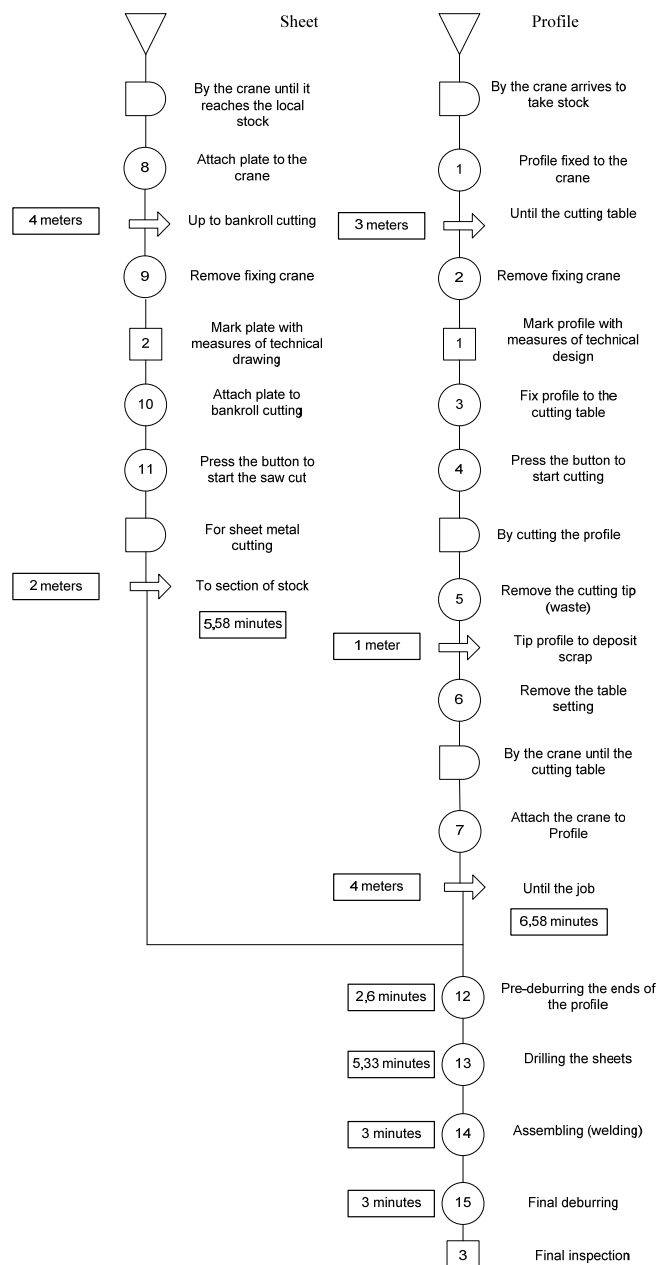 Sheet
Profile
By the crane until it
reaches the local
stock
By the crane arrives to
take stock
8
Attach plate to the
crane
1
Profile fixed to the
crane
4 meters
Up to bankroll cutting
3 meters
Until the cutting table
9
Remove fixing crane
2
Remove fixing crane
2
Mark plate with
measures of technical
drawing
1
Mark profile with
measures of technical
design
10
Attach plate to
bankroll cutting
3
Fix profile to the
cutting table
11
Press the button to
start the saw cut
4
Press the button to
start cutting
For sheet metal
cutting
By cutting the profile
2 meters
To section of stock
5,58 minutes
5
Remove the cutting tip
(waste)
1 meter
Tip profile to deposit
scrap
6
Remove the table
setting
By the crane until the
cutting table
7
Attach the crane to
Profile
4 meters
Until the job
6,58 minutes
2,6 minutes
12
Pre-deburring the ends of
the profile
5,33 minutes
13
Drilling the sheets
3 minutes
14
Assembling (welding)
3 minutes
15
Final deburring
3
Final inspection